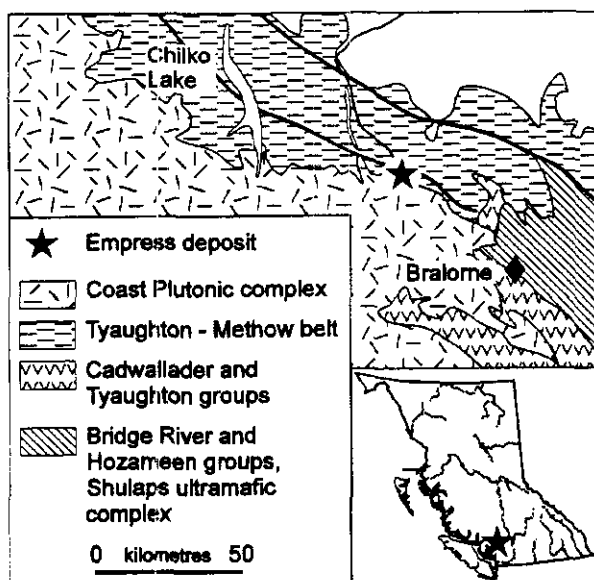 Chilko
Lake
Bralorne
Empress deposit
Coast Plutonic complex
Tyaughton - Methow belt
Cadwallader and
Tyaughton groups
Bridge River and
Hozameen groups,
Shulaps ultramafic
complex
0 kilometres 50